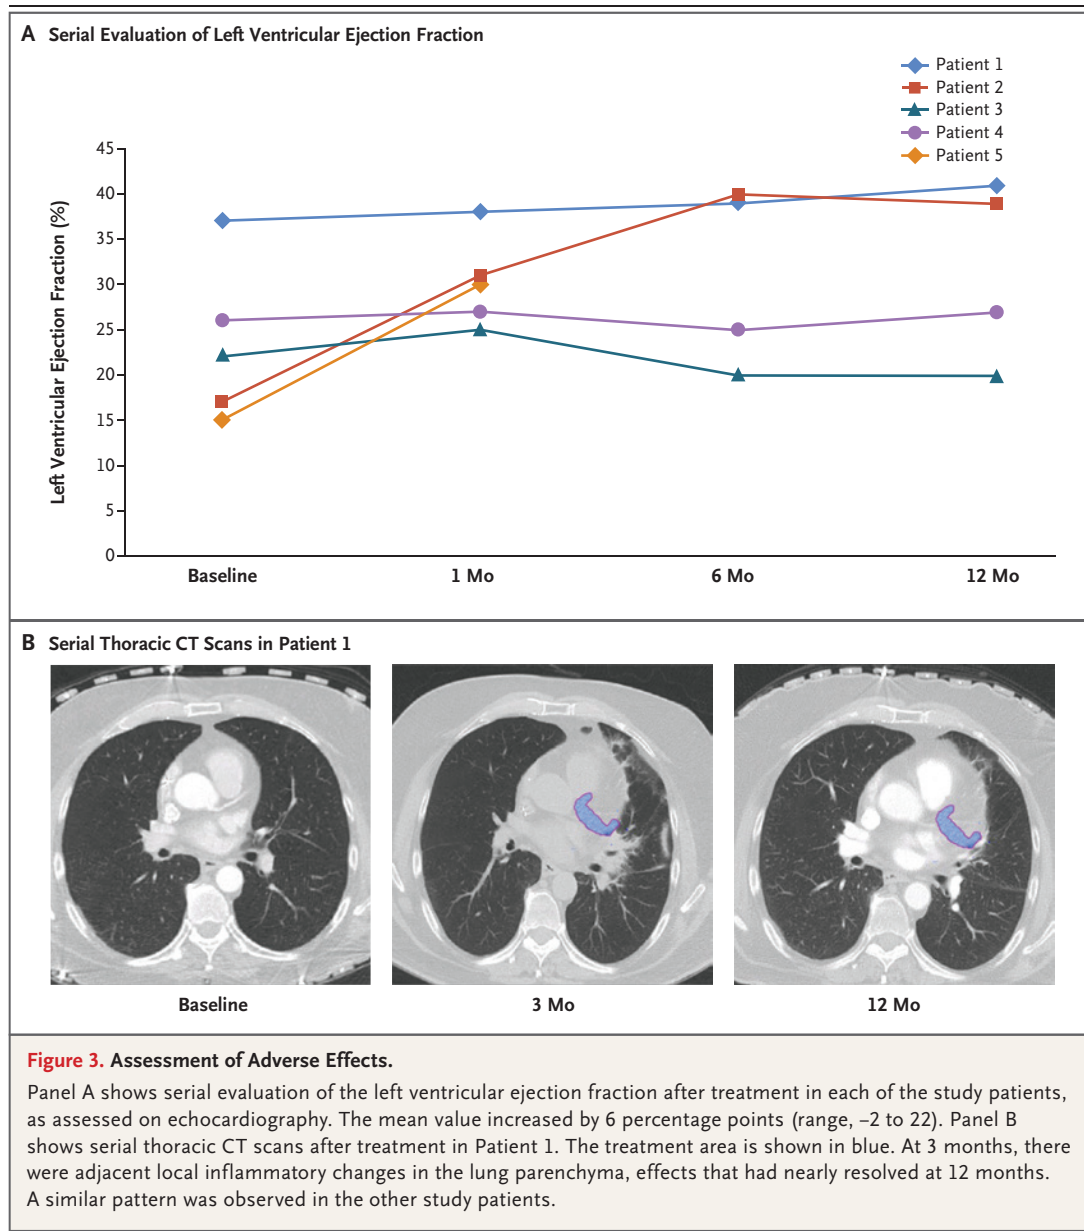 A Serial Evaluation of Left Ventricular Ejection Fraction
Patient 1
Patient 2
Patient 3
Patient 4
Patient 5
Left Ventricular Ejection Fraction (%)
45
40
35
30
25
20
15
10
5
0
Baseline
1 Mo
6 Mo
12 Mo
B Serial Thoracic CT Scans in Patient 1
Baseline
3 Mo
12 Mo
Figure 3. Assessment of Adverse Effects.
Panel A shows serial evaluation of the left ventricular ejection fraction after treatment in each of the study patients,
as assessed on echocardiography. The mean value increased by 6 percentage points (range, –2 to 22). Panel B
shows serial thoracic CT scans after treatment in Patient 1. The treatment area is shown in blue. At 3 months, there
were adjacent local inflammatory changes in the lung parenchyma, effects that had nearly resolved at 12 months.
A similar pattern was observed in the other study patients.